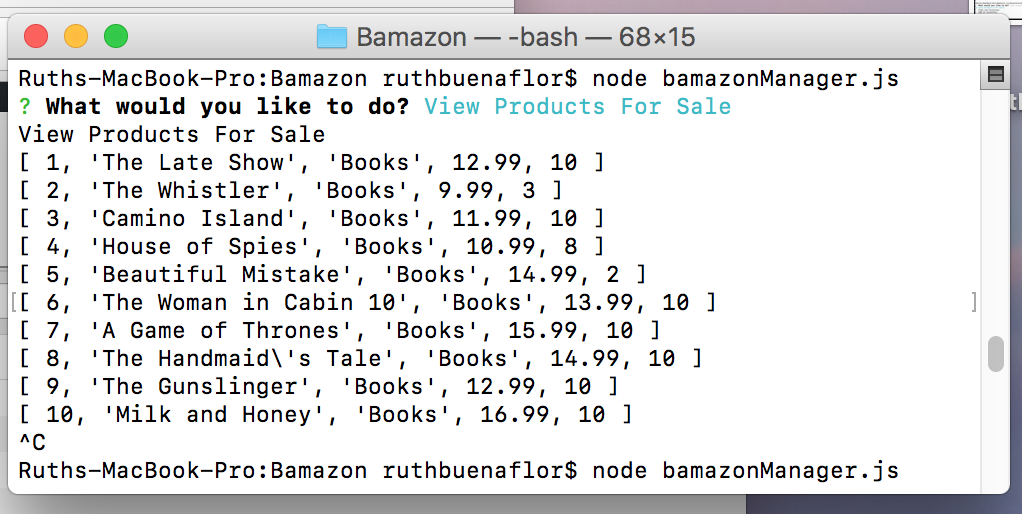 Bamazon — -bash — 68×15
Ruths-MacBook-Pro:Bamazon ruthbuenaflor$ node bamazonManager.js
? What would you like to do? View Products For Sale
View Products For Sale
[ 1, 'The Late Show', 'Books', 12.99, 10 ]
[ 2, 'The Whistler', 'Books', 9.99, 3 ]
[ 3, 'Camino Island', 'Books', 11.99, 10 ]
[ 4, 'House of Spies', 'Books', 10.99, 8 ]
[ 5, 'Beautiful Mistake', 'Books', 14.99, 2 ]
[[ 6, 'The Woman in Cabin 10', 'Books', 13.99, 10 ] ]
[ 7, 'A Game of Thrones', 'Books', 15.99, 10 ]
[ 8, 'The Handmaid\'s Tale', 'Books', 14.99, 10 ]
[ 9, 'The Gunslinger', 'Books', 12.99, 10 ]
[ 10, 'Milk and Honey', 'Books', 16.99, 10 ]
^C
Ruths-MacBook-Pro:Bamazon ruthbuenaflor$ node bamazonManager.js